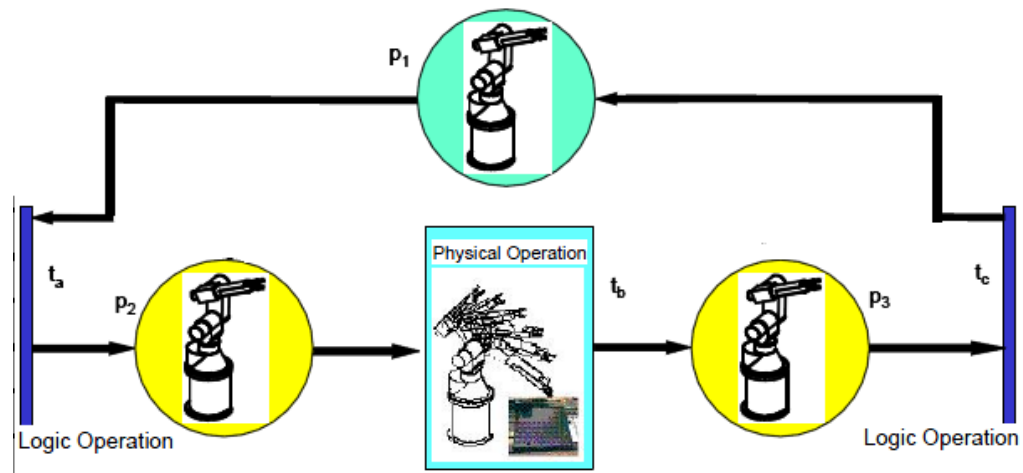 p1
Physical Operation
ta
p2
tb
p3
tc
Logic Operation
Logic Operation